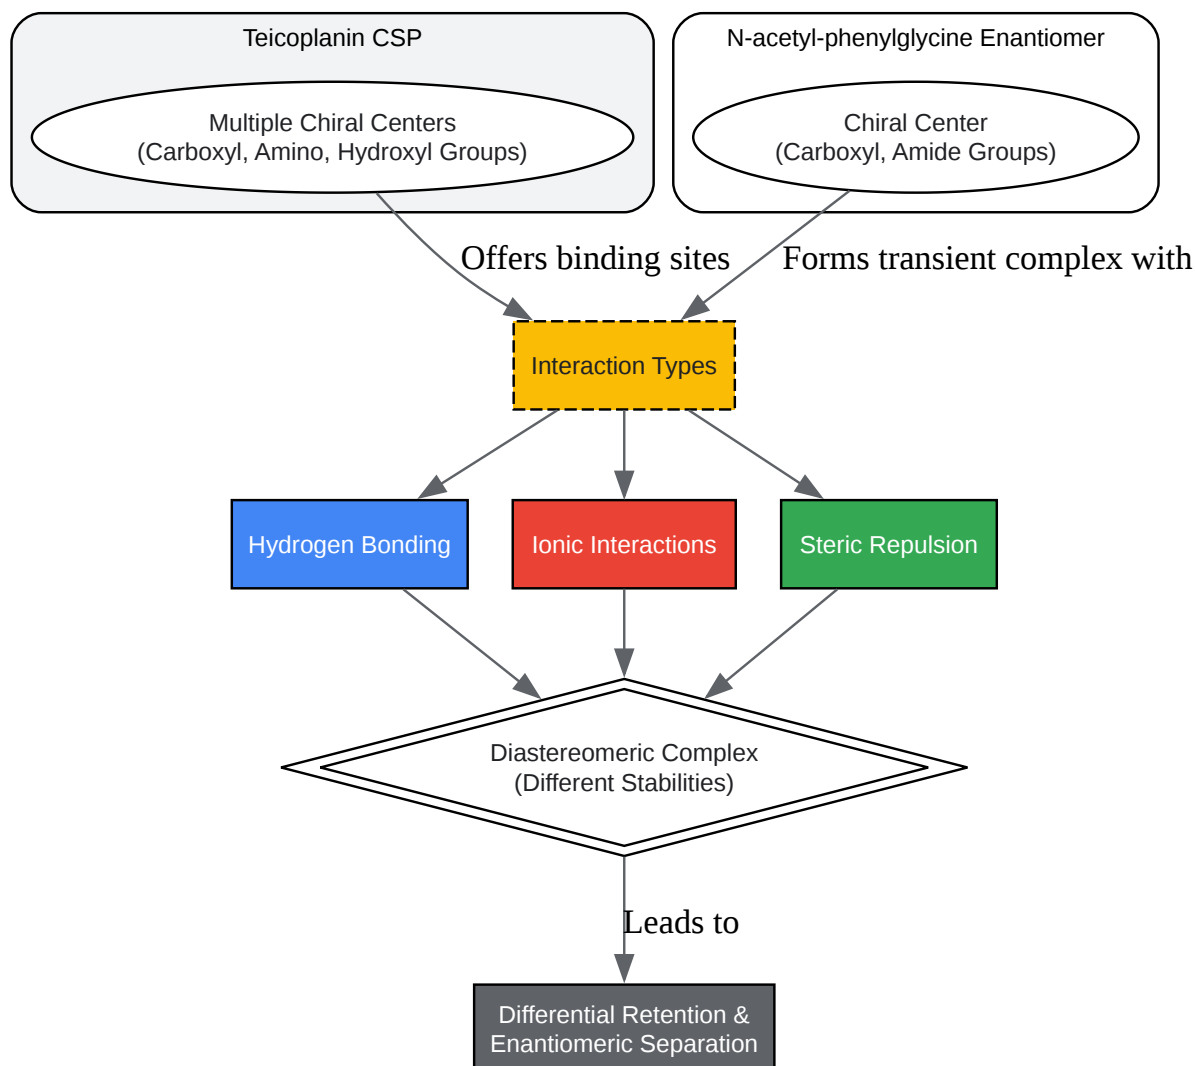 Teicoplanin CSP
N-acetyl-phenylglycine Enantiomer
Multiple Chiral Centers
(Carboxyl, Amino, Hydroxyl Groups)
Chiral Center
(Carboxyl, Amide Groups)
Offers binding sites
Forms transient complex with
Interaction Types
Hydrogen Bonding
Ionic Interactions
Steric Repulsion
Diastereomeric Complex
(Different Stabilities)
Leads to
Differential Retention &
Enantiomeric Separation